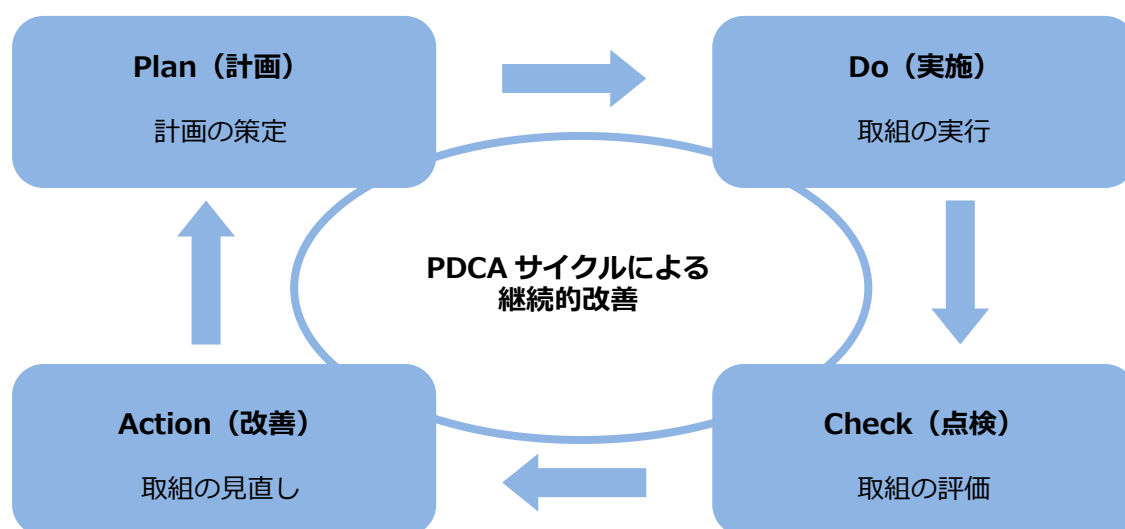 Plan（計画）
計画の策定
Do（実施）
取組の実行
PDCA サイクルによる
継続的改善
Action（改善）
取組の見直し
Check（点検）
取組の評価